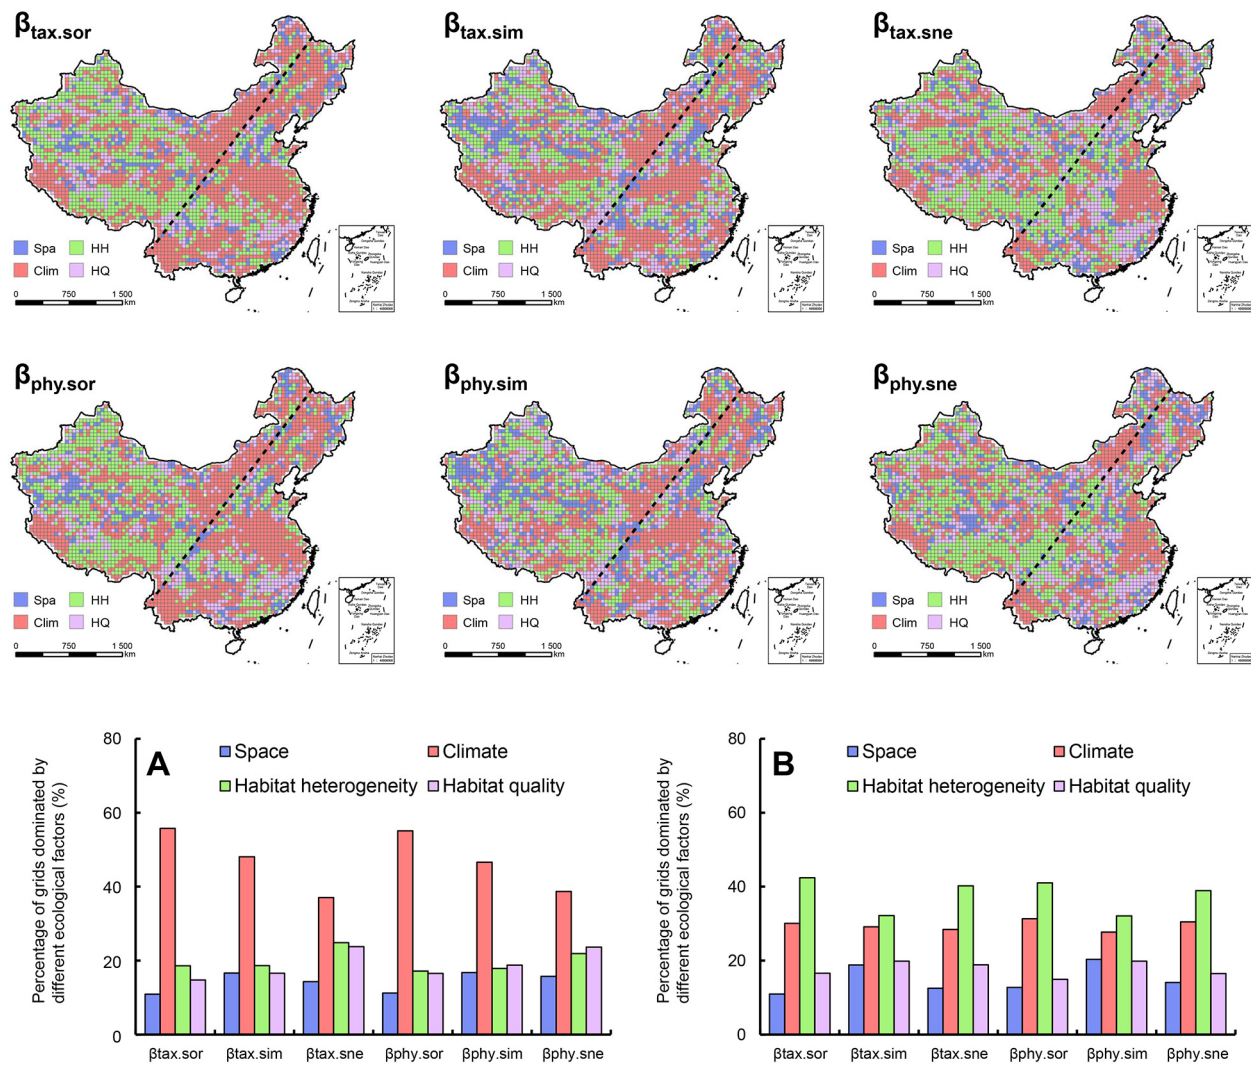 βtax.sor
Spa HH
Clim HQ
0 750 1 500
km
βtax.sim
Spa HH
Clim HQ
0 750 1 500
km
βtax.sne
Spa HH
Clim HQ
0 750 1 500
km
βphy.sor
Spa HH
Clim HQ
0 750 1 500
km
βphy.sim
Spa HH
Clim HQ
0 750 1 500
km
βphy.sne
Spa HH
Clim HQ
0 750 1 500
km
A
Space Climate
Habitat heterogeneity Habitat quality
Percentage of grids dominated by
different ecological factors (%)
80
60
40
20
0
βtax.sor βtax.sim βtax.sne βphy.sor βphy.sim βphy.sne
B
Space Climate
Habitat heterogeneity Habitat quality
Percentage of grids dominated by
different ecological factors (%)
80
60
40
20
0
βtax.sor βtax.sim βtax.sne βphy.sor βphy.sim βphy.sne